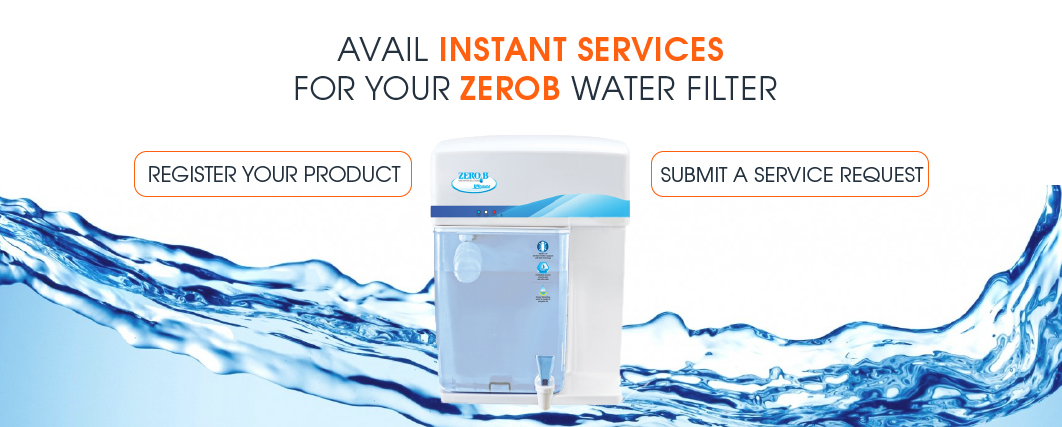 AVAIL INSTANT SERVICES
FOR YOUR ZEROB WATER FILTER
REGISTER YOUR PRODUCT
SUBMIT A SERVICE REQUEST
ZERO B